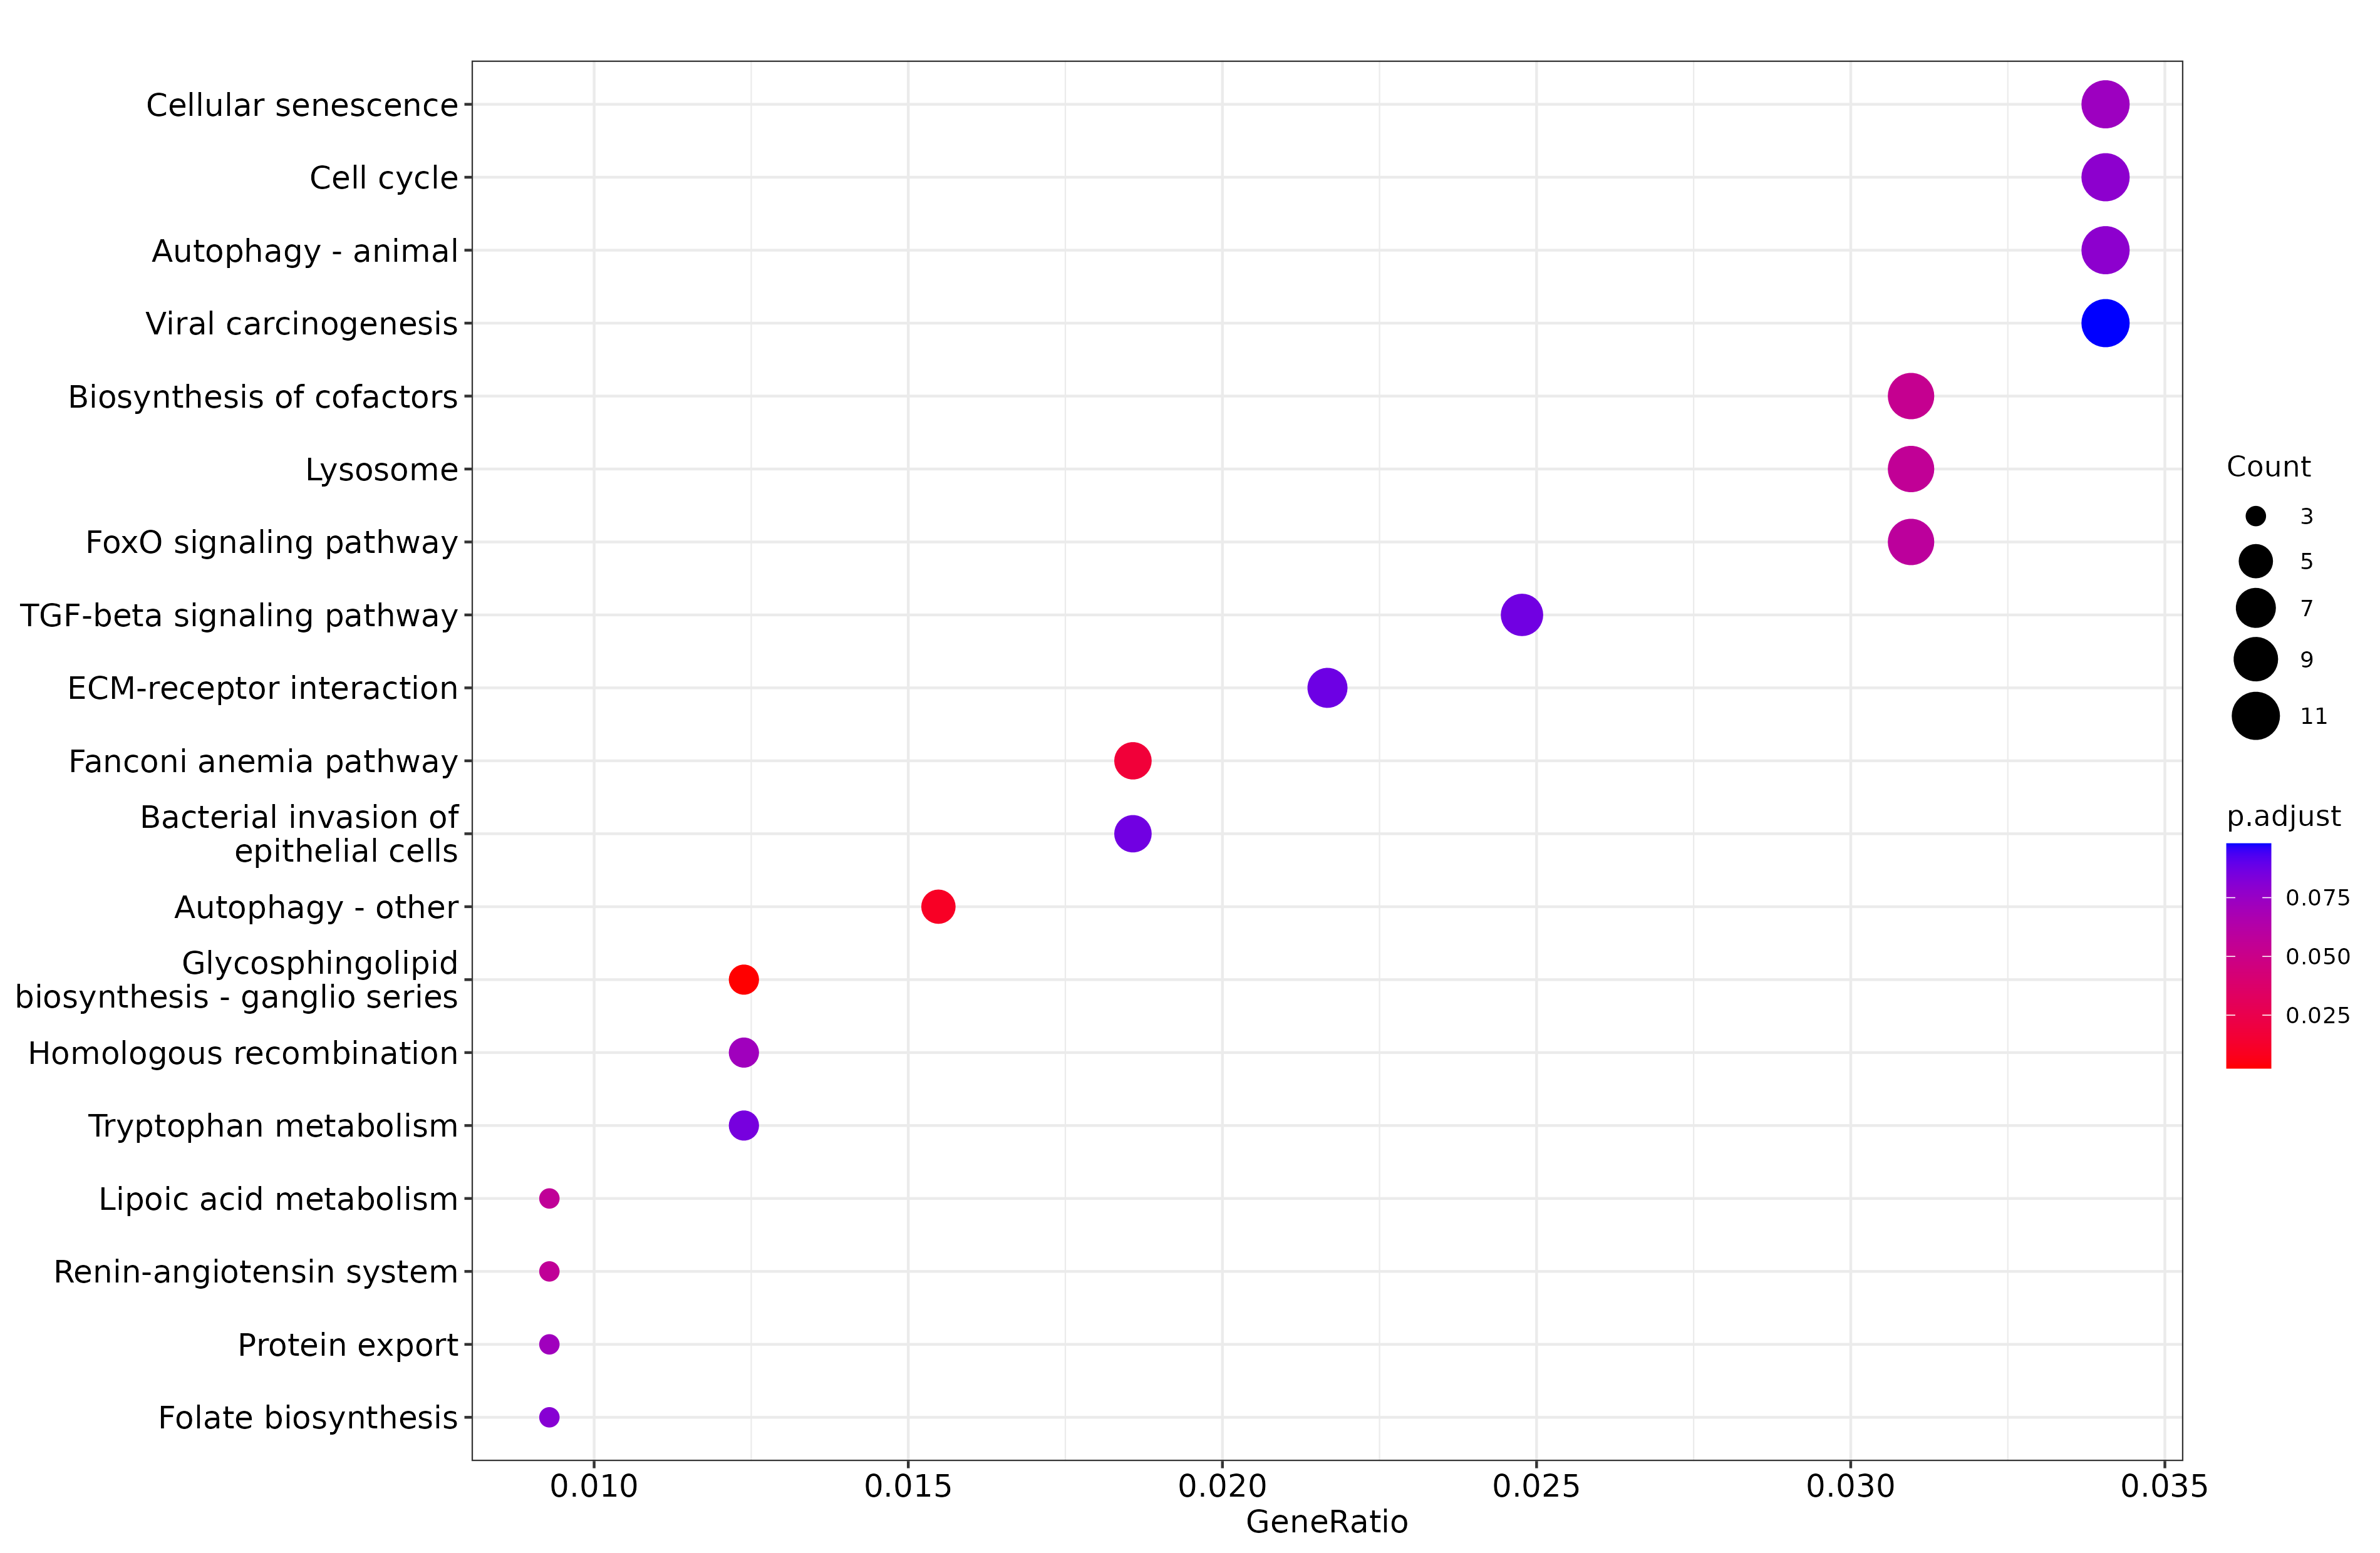 Cellular senescence
Cell cycle
Autophagy - animal
Viral carcinogenesis
Biosynthesis of cofactors
Lysosome
FoxO signaling pathway
TGF-beta signaling pathway
ECM-receptor interaction
Fanconi anemia pathway
Bacterial invasion of
epithelial cells
Autophagy - other
Glycosphingolipid
biosynthesis - ganglio series
Homologous recombination
Tryptophan metabolism
Lipoic acid metabolism
Renin-angiotensin system
Protein export
Folate biosynthesis
0.010 0.015 0.020 0.025 0.030 0.035
GeneRatio
Count
3
5
7
9
11
p.adjust
0.075
0.050
0.025